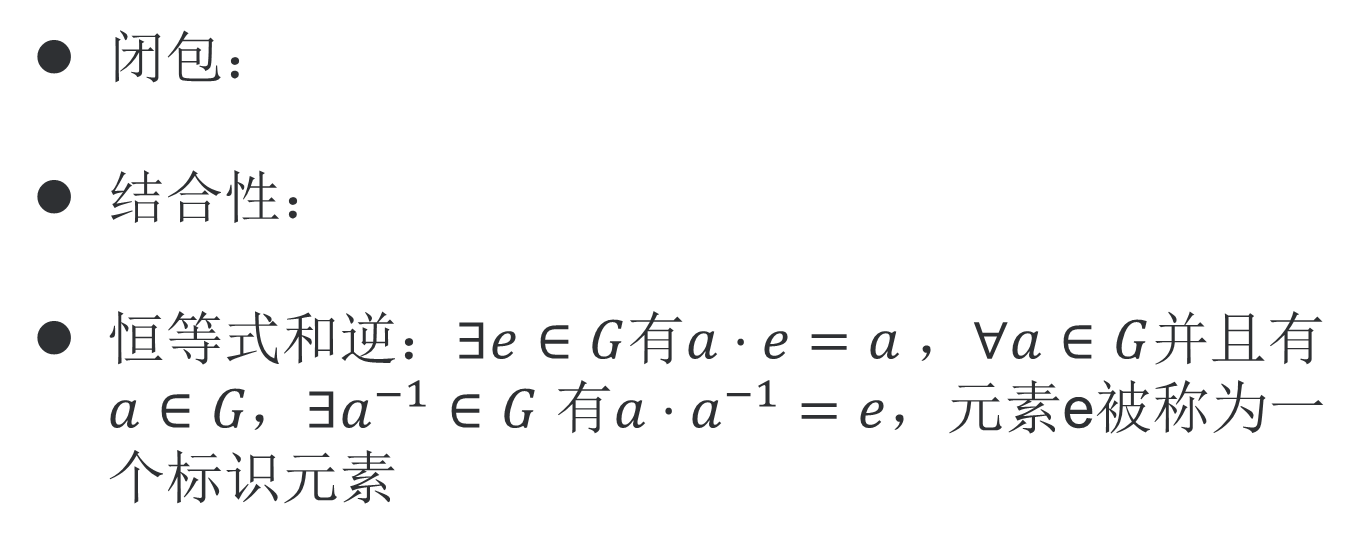 ● 闭包：
● 结合性：
● 恒等式和逆：∃e ∈ G有a · e = a ，∀a ∈ G并且有
a ∈ G，∃a⁻¹ ∈ G 有a · a⁻¹ = e，元素e被称为一
个标识元素